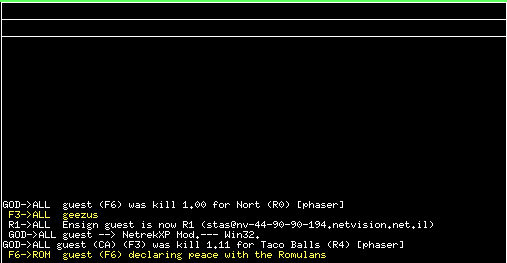 GOD->ALL guest (F6) was kill 1.00 for Nort (R0) [phaser]
F3->ALL geezus
R1->ALL Ensign guest is now R1 (stas@nv-44-90-90-194.netvision.net.il)
GOD->ALL guest --> NetrekXP Mod.--- Win32.
GOD->ALL guest (CA) (F3) was kill 1.11 for Taco Balls (R4) [phaser]
F6->ROM guest (F6) declaring peace with the Romulans